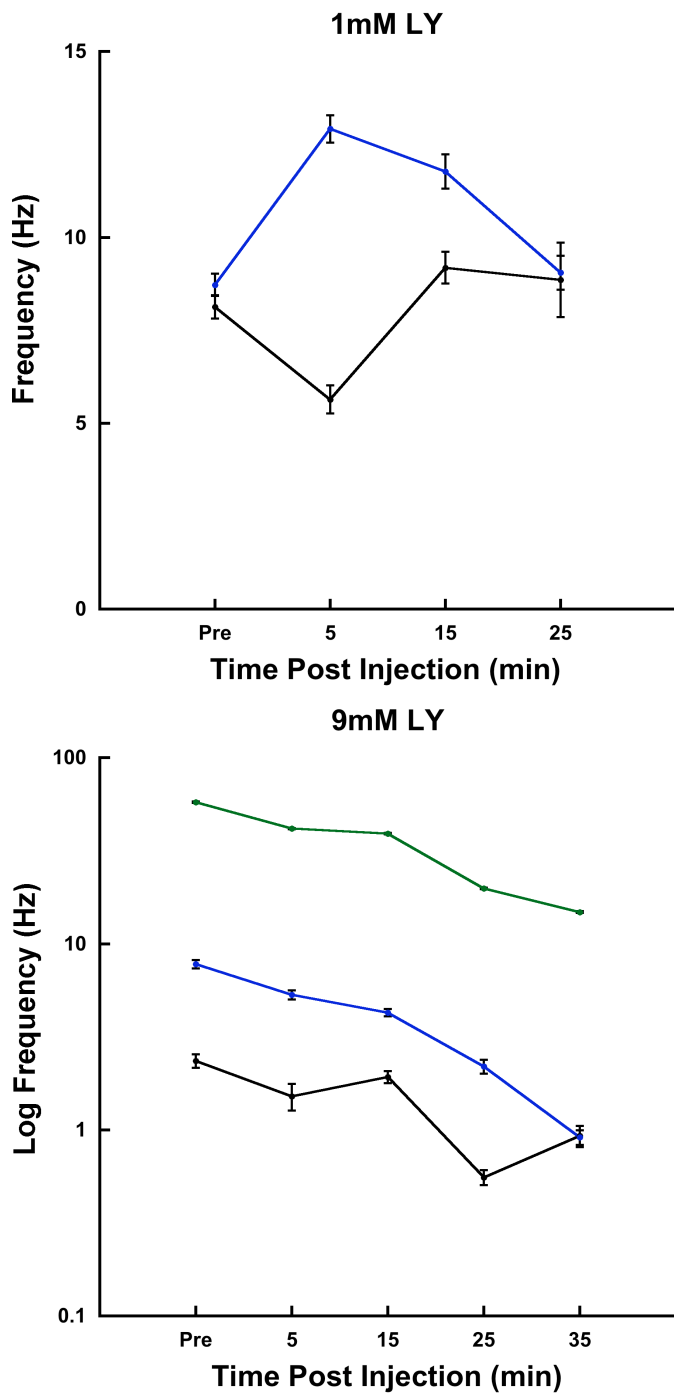 1mM LY
15
10
5
0
Frequency (Hz)
Pre 5 15 25
Time Post Injection (min)
9mM LY
100
10
1
0.1
Log Frequency (Hz)
Pre 5 15 25 35
Time Post Injection (min)